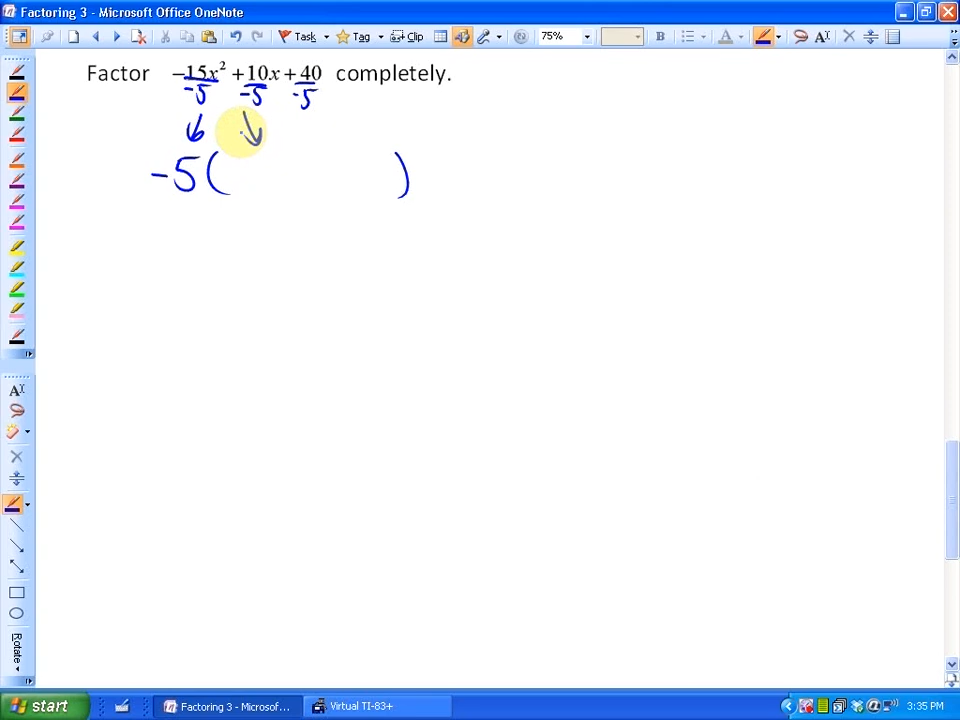 Factoring 3 - Microsoft Office OneNote
Task Tag Clip 75% B A
Factor −15x² + 10x + 40 completely.
-5 -5 -5
-5( )
A
Rotate
start Factoring 3 - Microsof... Virtual TI-83+ 3:35 PM